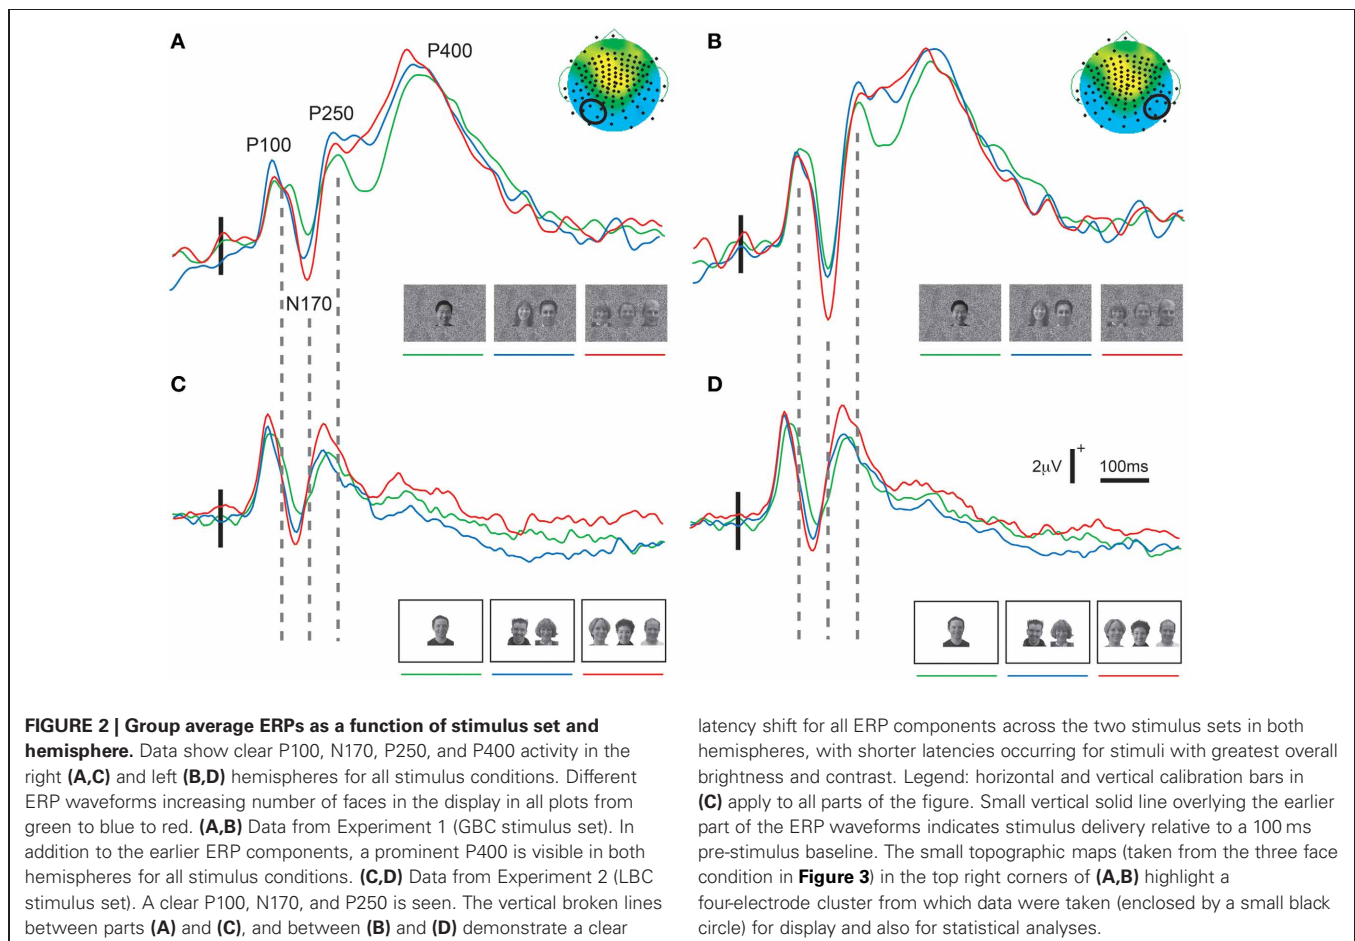 A
P400
P250
P100
N170
B
C
D
2µV
+
100ms
FIGURE 2 | Group average ERPs as a function of stimulus set and
hemisphere. Data show clear P100, N170, P250, and P400 activity in the
right (A,C) and left (B,D) hemispheres for all stimulus conditions. Different
ERP waveforms increasing number of faces in the display in all plots from
green to blue to red. (A,B) Data from Experiment 1 (GBC stimulus set). In
addition to the earlier ERP components, a prominent P400 is visible in both
hemispheres for all stimulus conditions. (C,D) Data from Experiment 2 (LBC
stimulus set). A clear P100, N170, and P250 is seen. The vertical broken lines
between parts (A) and (C), and between (B) and (D) demonstrate a clear
latency shift for all ERP components across the two stimulus sets in both
hemispheres, with shorter latencies occurring for stimuli with greatest overall
brightness and contrast. Legend: horizontal and vertical calibration bars in
(C) apply to all parts of the figure. Small vertical solid line overlying the earlier
part of the ERP waveforms indicates stimulus delivery relative to a 100 ms
pre-stimulus baseline. The small topographic maps (taken from the three face
condition in Figure 3) in the top right corners of (A,B) highlight a
four-electrode cluster from which data were taken (enclosed by a small black
circle) for display and also for statistical analyses.